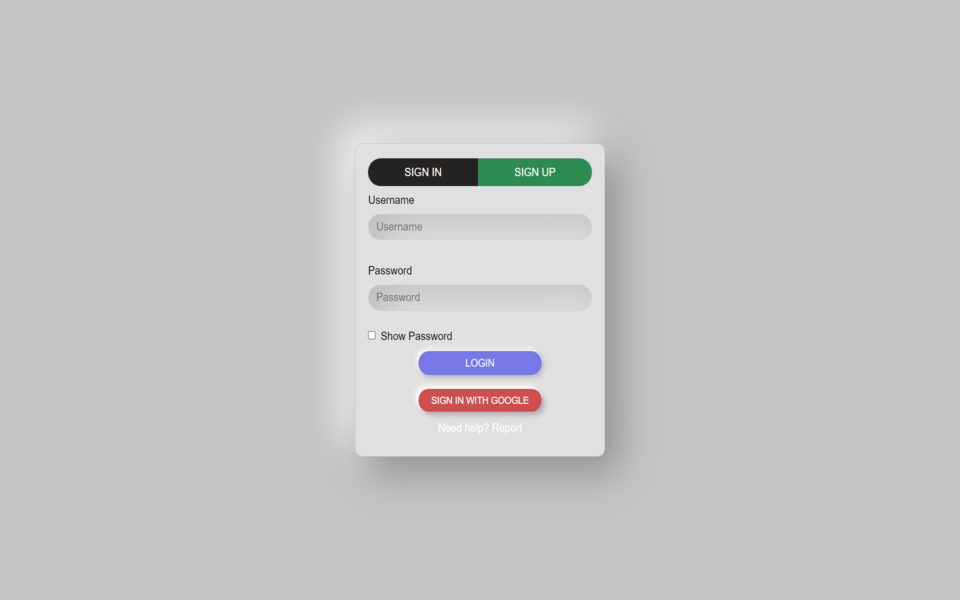 SIGN IN SIGN UP
Username
Username
Password
Password
Show Password
LOGIN
SIGN IN WITH GOOGLE
Need help? Report